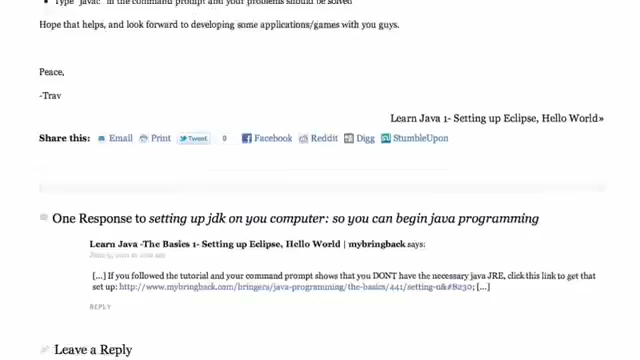 Type "javac" in the command prompt and your problems should be solved
Hope that helps, and look forward to developing some applications/games with you guys.
Peace,
-Trav
Learn Java 1- Setting up Eclipse, Hello World»
Share this: Email Print Tweet 0 Facebook Reddit Digg StumbleUpon
One Response to setting up jdk on you computer: so you can begin java programming
Learn Java -The Basics 1- Setting up Eclipse, Hello World | mybringback says:
[...] If you followed the tutorial and your command prompt shows that you DONT have the necessary java JRE, click this link to get that
set up: http://www.mybringback.com/bringers/java-programming/the-basics/441/setting-u&#8230; [...]
REPLY
Leave a Reply